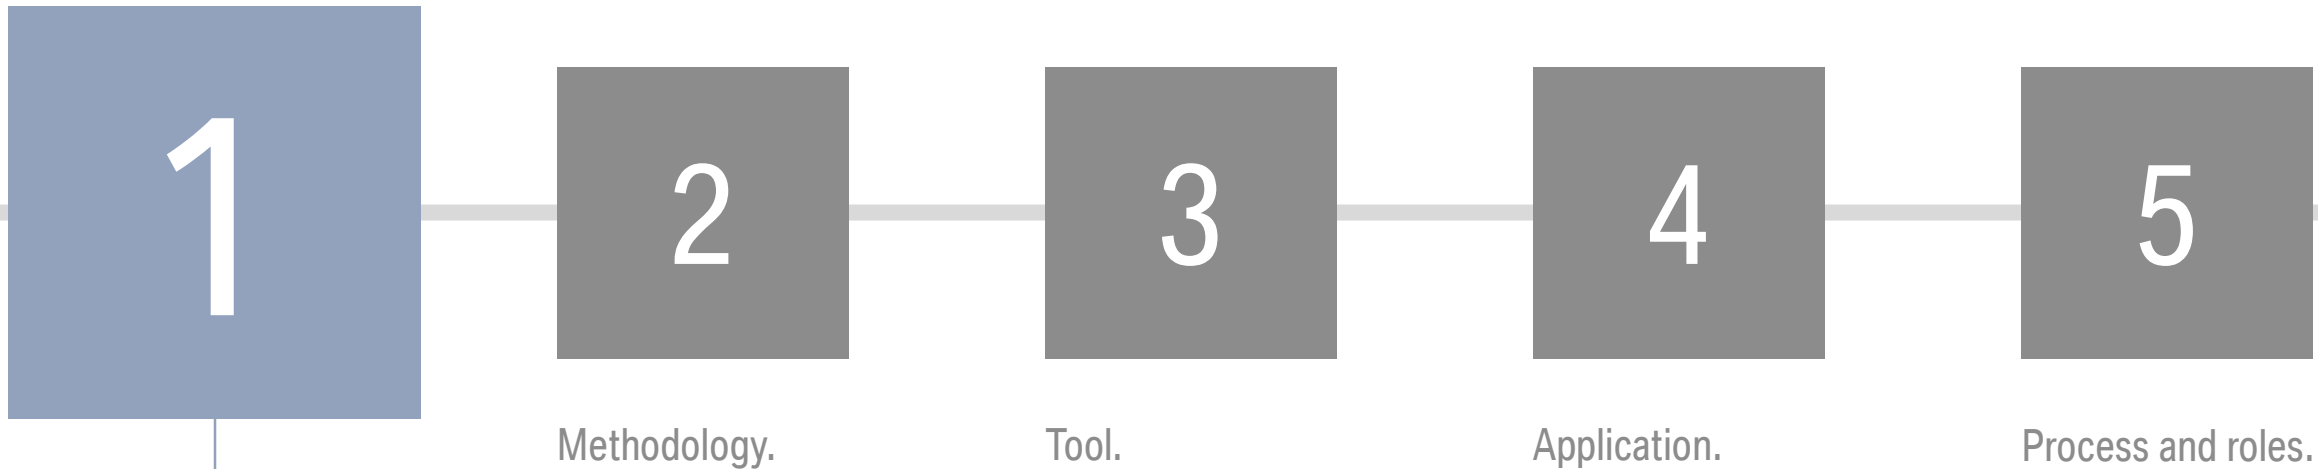 1
2
3
4
5
Methodology.
Tool.
Application.
Process and roles.